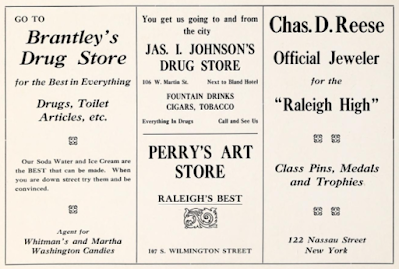 GO TO
Brantley's
Drug Store
for the Best in Everything
Drugs, Toilet
Articles, etc.
Our Soda Water and Ice Cream are
the BEST that can be made. When
you are down street try them and be
convinced.
Agent for
Whitman's and Martha
Washington Candies
You get us going to and from
the city
JAS. I. JOHNSON'S
DRUG STORE
106 W. Martin St. Next to Bland Hotel
FOUNTAIN DRINKS
CIGARS, TOBACCO
Everything In Drugs Call and See Us
PERRY'S ART
STORE
RALEIGH'S BEST
107 S. WILMINGTON STREET
Chas. D. Reese
Official Jeweler
for the
"Raleigh High"
Class Pins, Medals
and Trophies
122 Nassau Street
New York